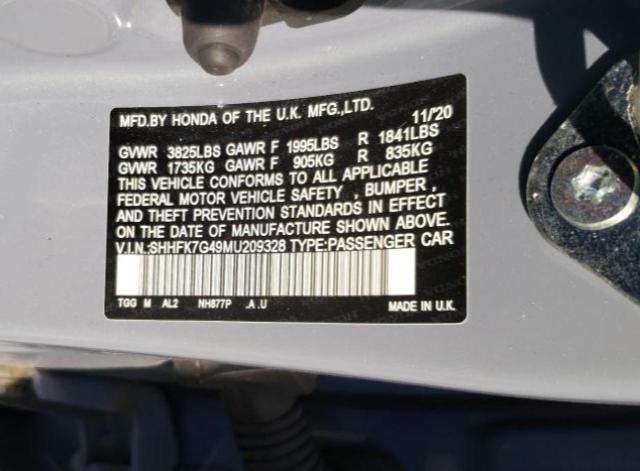 MFD.BY HONDA OF THE U.K. MFG.,LTD. 11/20
GVWR 3825LBS GAWR F 1995LBS R 1841LBS
GVWR 1735KG GAWR F 905KG R 835KG
THIS VEHICLE CONFORMS TO ALL APPLICABLE
FEDERAL MOTOR VEHICLE SAFETY , BUMPER ,
AND THEFT PREVENTION STANDARDS IN EFFECT
ON THE DATE OF MANUFACTURE SHOWN ABOVE.
V.I.N.:SHHFK7G49MU209328 TYPE:PASSENGER CAR
TGG M AL2 NH877P .A .U MADE IN U.K.